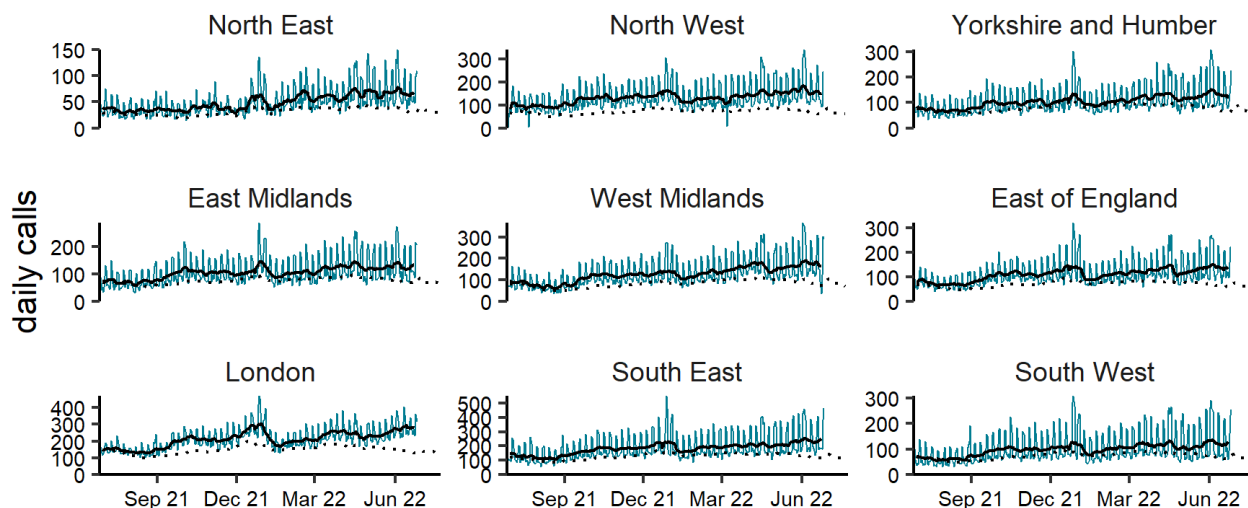 North East
North West
Yorkshire and Humber
150
100
50
0
300
200
100
0
300
200
100
0
daily calls
East Midlands
West Midlands
East of England
200
100
0
300
200
100
0
300
200
100
0
London
South East
South West
400
300
200
100
0
500
400
300
200
100
0
300
200
100
0
Sep 21 Dec 21 Mar 22 Jun 22
Sep 21 Dec 21 Mar 22 Jun 22
Sep 21 Dec 21 Mar 22 Jun 22